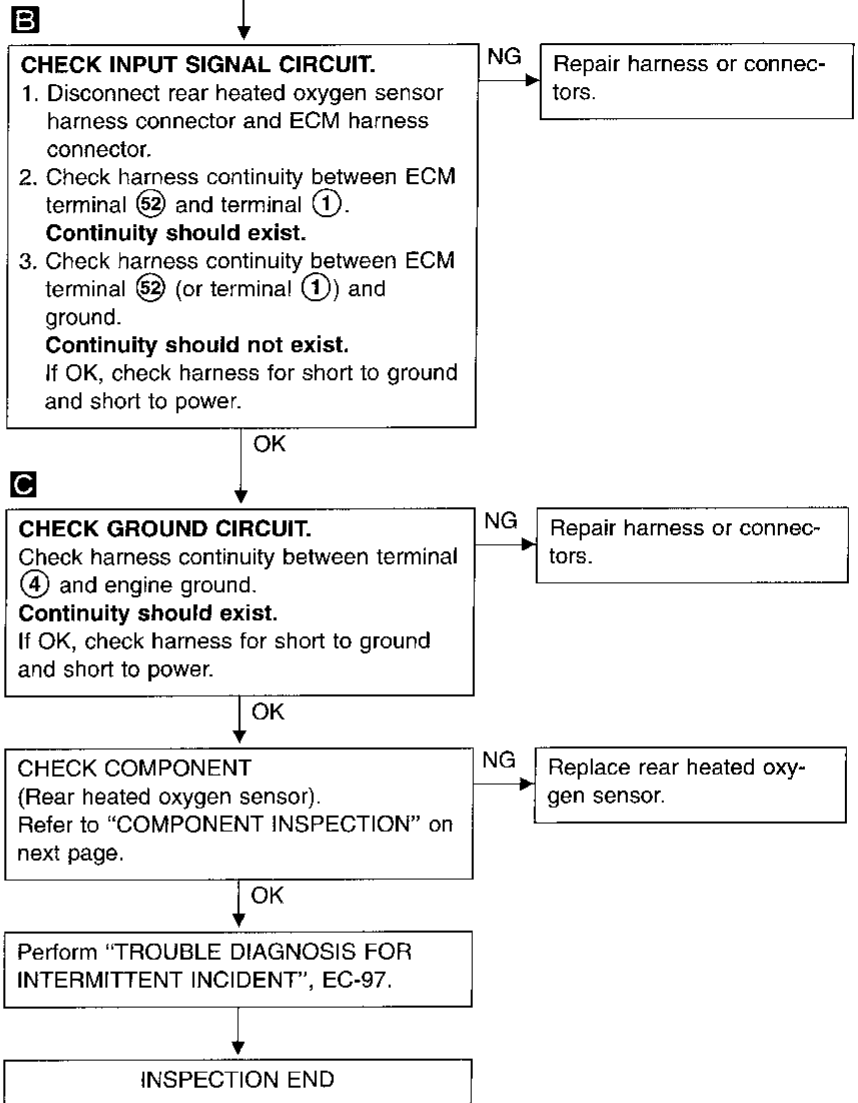 B
CHECK INPUT SIGNAL CIRCUIT.
1. Disconnect rear heated oxygen sensor
harness connector and ECM harness
connector.
2. Check harness continuity between ECM
terminal 52 and terminal 1.
Continuity should exist.
3. Check harness continuity between ECM
terminal 52 (or terminal 1) and
ground.
Continuity should not exist.
If OK, check harness for short to ground
and short to power.
NG
Repair harness or connec-
tors.
OK
C
CHECK GROUND CIRCUIT.
Check harness continuity between terminal
4 and engine ground.
Continuity should exist.
If OK, check harness for short to ground
and short to power.
NG
Repair harness or connec-
tors.
OK
CHECK COMPONENT
(Rear heated oxygen sensor).
Refer to “COMPONENT INSPECTION” on
next page.
NG
Replace rear heated oxy-
gen sensor.
OK
Perform “TROUBLE DIAGNOSIS FOR
INTERMITTENT INCIDENT”, EC-97.
INSPECTION END